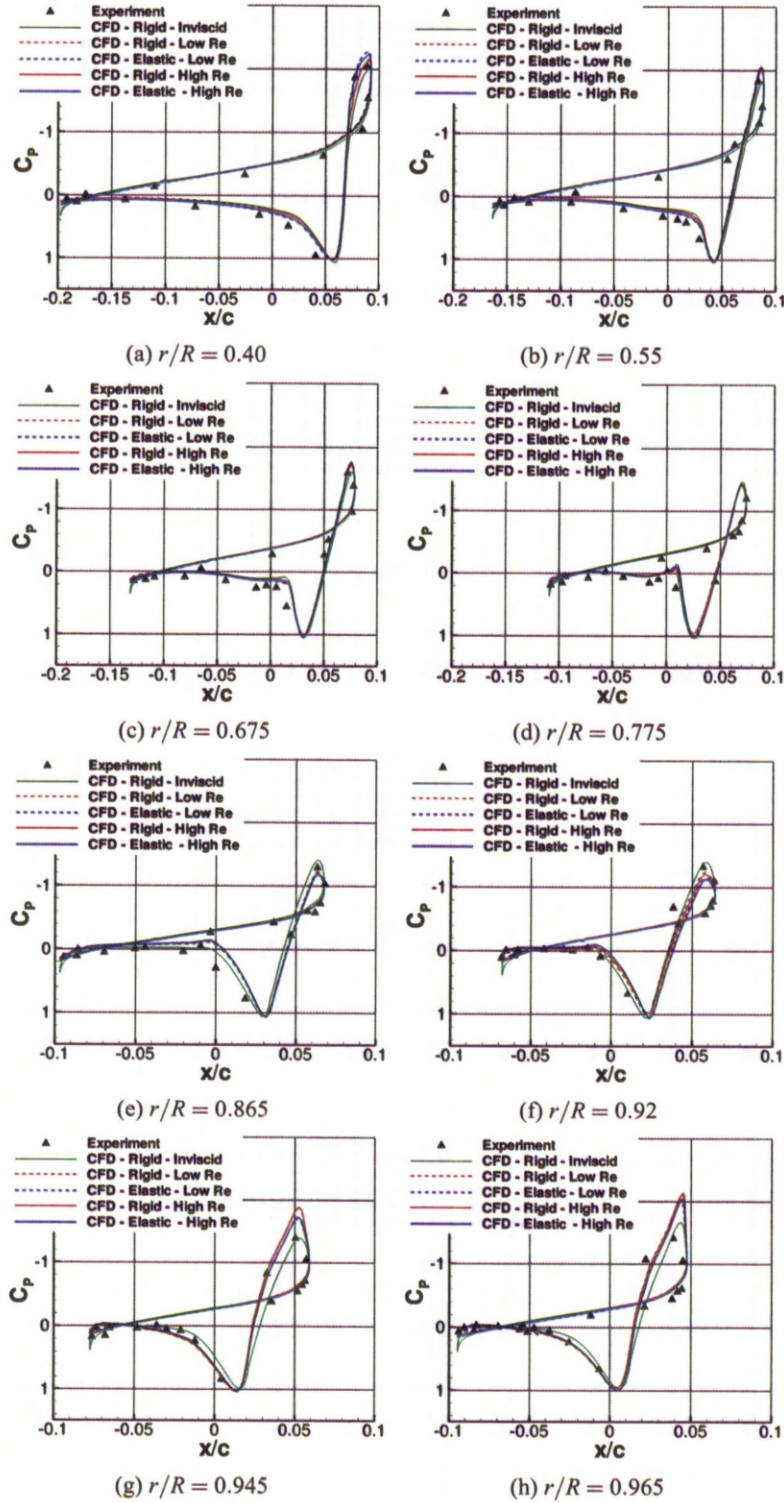 Experiment
CFD - Rigid - Inviscid
CFD - Rigid - Low Re
CFD - Elastic - Low Re
CFD - Rigid - High Re
CFD - Elastic - High Re
-1
0
1
CP
-0.2 -0.15 -0.1 -0.05 0 0.05 0.1
x/c
(a) r/R = 0.40
Experiment
CFD - Rigid - Inviscid
CFD - Rigid - Low Re
CFD - Elastic - Low Re
CFD - Rigid - High Re
CFD - Elastic - High Re
-1
0
1
CP
-0.2 -0.15 -0.1 -0.05 0 0.05 0.1
x/c
(b) r/R = 0.55
Experiment
CFD - Rigid - Inviscid
CFD - Rigid - Low Re
CFD - Elastic - Low Re
CFD - Rigid - High Re
CFD - Elastic - High Re
-1
0
1
CP
-0.2 -0.15 -0.1 -0.05 0 0.05 0.1
x/c
(c) r/R = 0.675
Experiment
CFD - Rigid - Inviscid
CFD - Rigid - Low Re
CFD - Elastic - Low Re
CFD - Rigid - High Re
CFD - Elastic - High Re
-1
0
1
CP
-0.2 -0.15 -0.1 -0.05 0 0.05 0.1
x/c
(d) r/R = 0.775
Experiment
CFD - Rigid - Inviscid
CFD - Rigid - Low Re
CFD - Elastic - Low Re
CFD - Rigid - High Re
CFD - Elastic - High Re
-1
0
1
CP
-0.1 -0.05 0 0.05 0.1
x/c
(e) r/R = 0.865
Experiment
CFD - Rigid - Inviscid
CFD - Rigid - Low Re
CFD - Elastic - Low Re
CFD - Rigid - High Re
CFD - Elastic - High Re
-1
0
1
CP
-0.1 -0.05 0 0.05 0.1
x/c
(f) r/R = 0.92
Experiment
CFD - Rigid - Inviscid
CFD - Rigid - Low Re
CFD - Elastic - Low Re
CFD - Rigid - High Re
CFD - Elastic - High Re
-1
0
1
CP
-0.1 -0.05 0 0.05 0.1
x/c
(g) r/R = 0.945
Experiment
CFD - Rigid - Inviscid
CFD - Rigid - Low Re
CFD - Elastic - Low Re
CFD - Rigid - High Re
CFD - Elastic - High Re
-1
0
1
CP
-0.1 -0.05 0 0.05 0.1
x/c
(h) r/R = 0.965